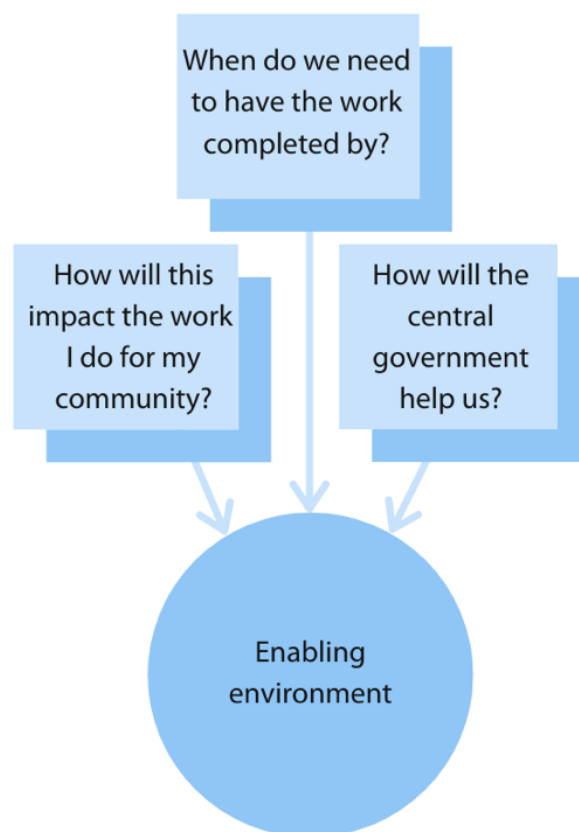 When do we need
to have the work
completed by?
How will this
impact the work
I do for my
community?
How will the
central
government
help us?
Enabling
environment